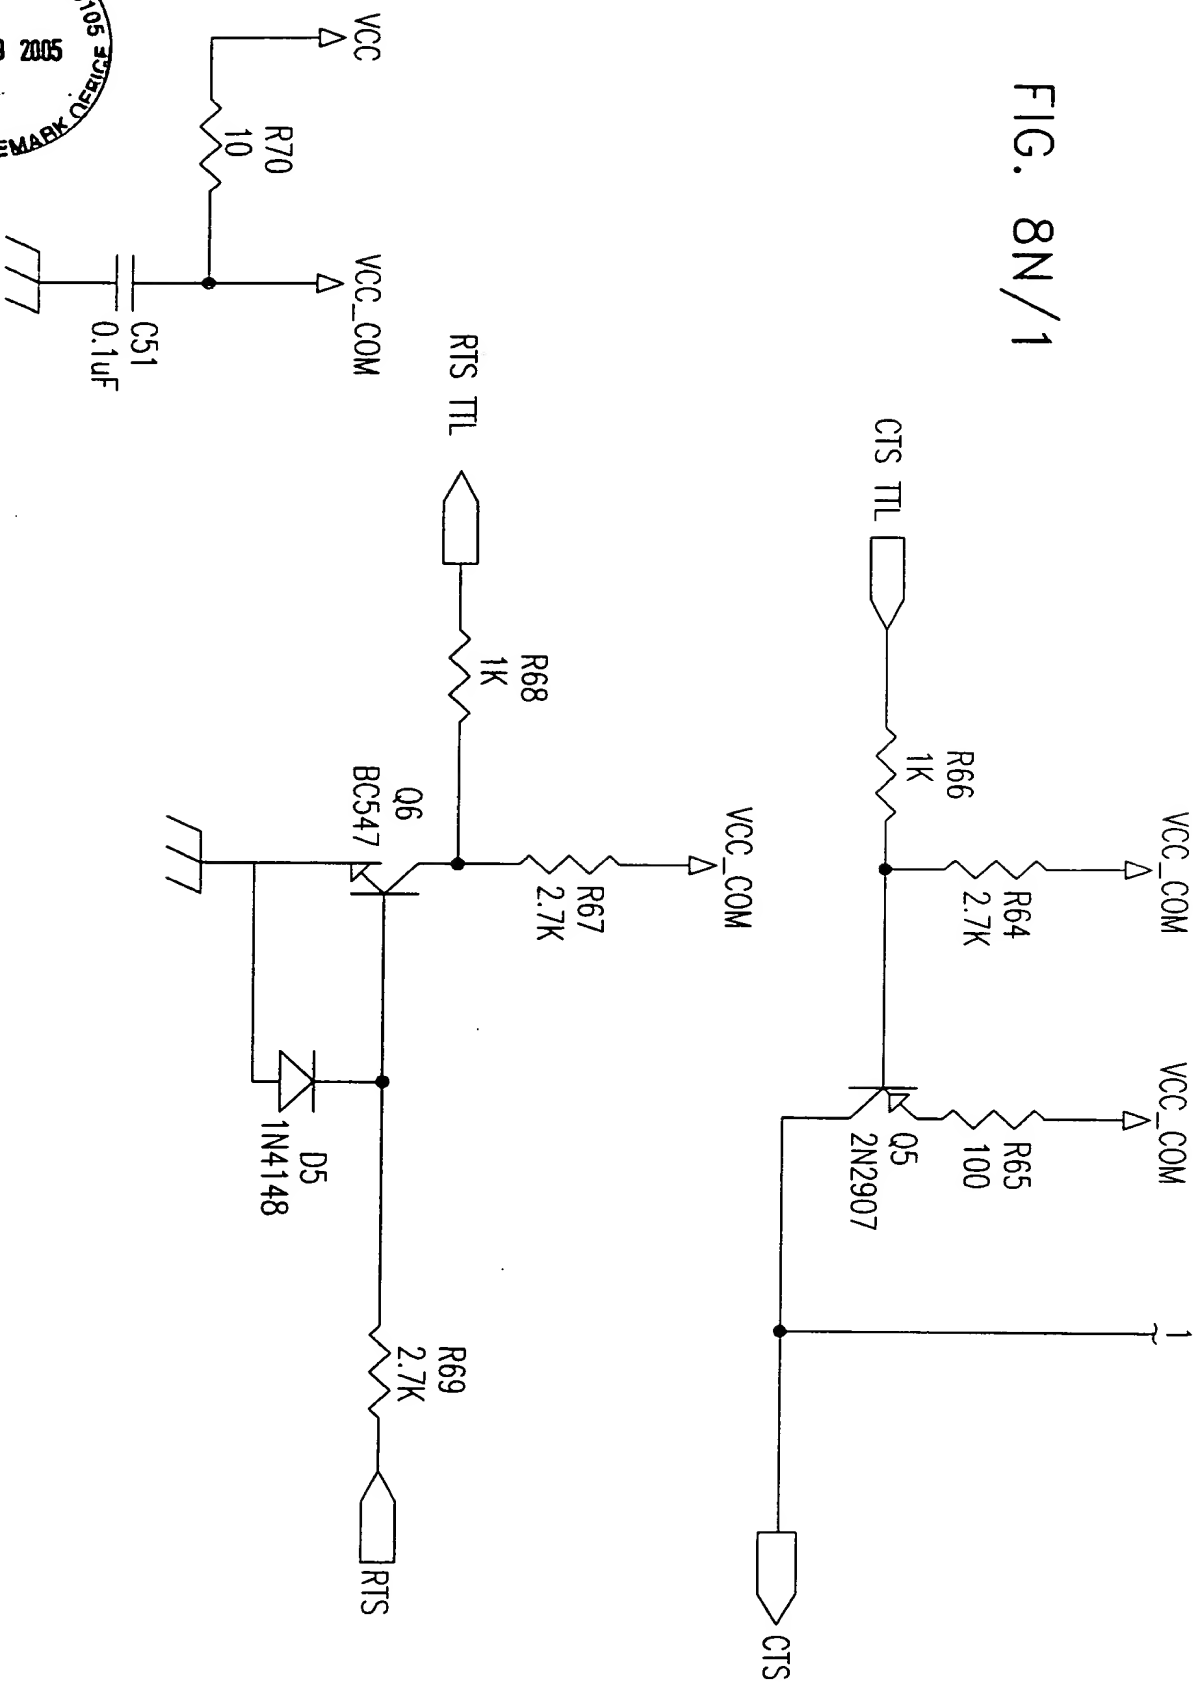 FIG. 8N/1
VCC_COM
VCC_COM
1
CTS TTL
R66
1K
R64
2.7K
R65
100
Q5
2N2907
CTS
VCC_COM
R67
2.7K
RTS TTL
R68
1K
Q6
BC547
D5
1N4148
R69
2.7K
RTS
VCC
VCC_COM
R70
10
C51
0.1uF
2005